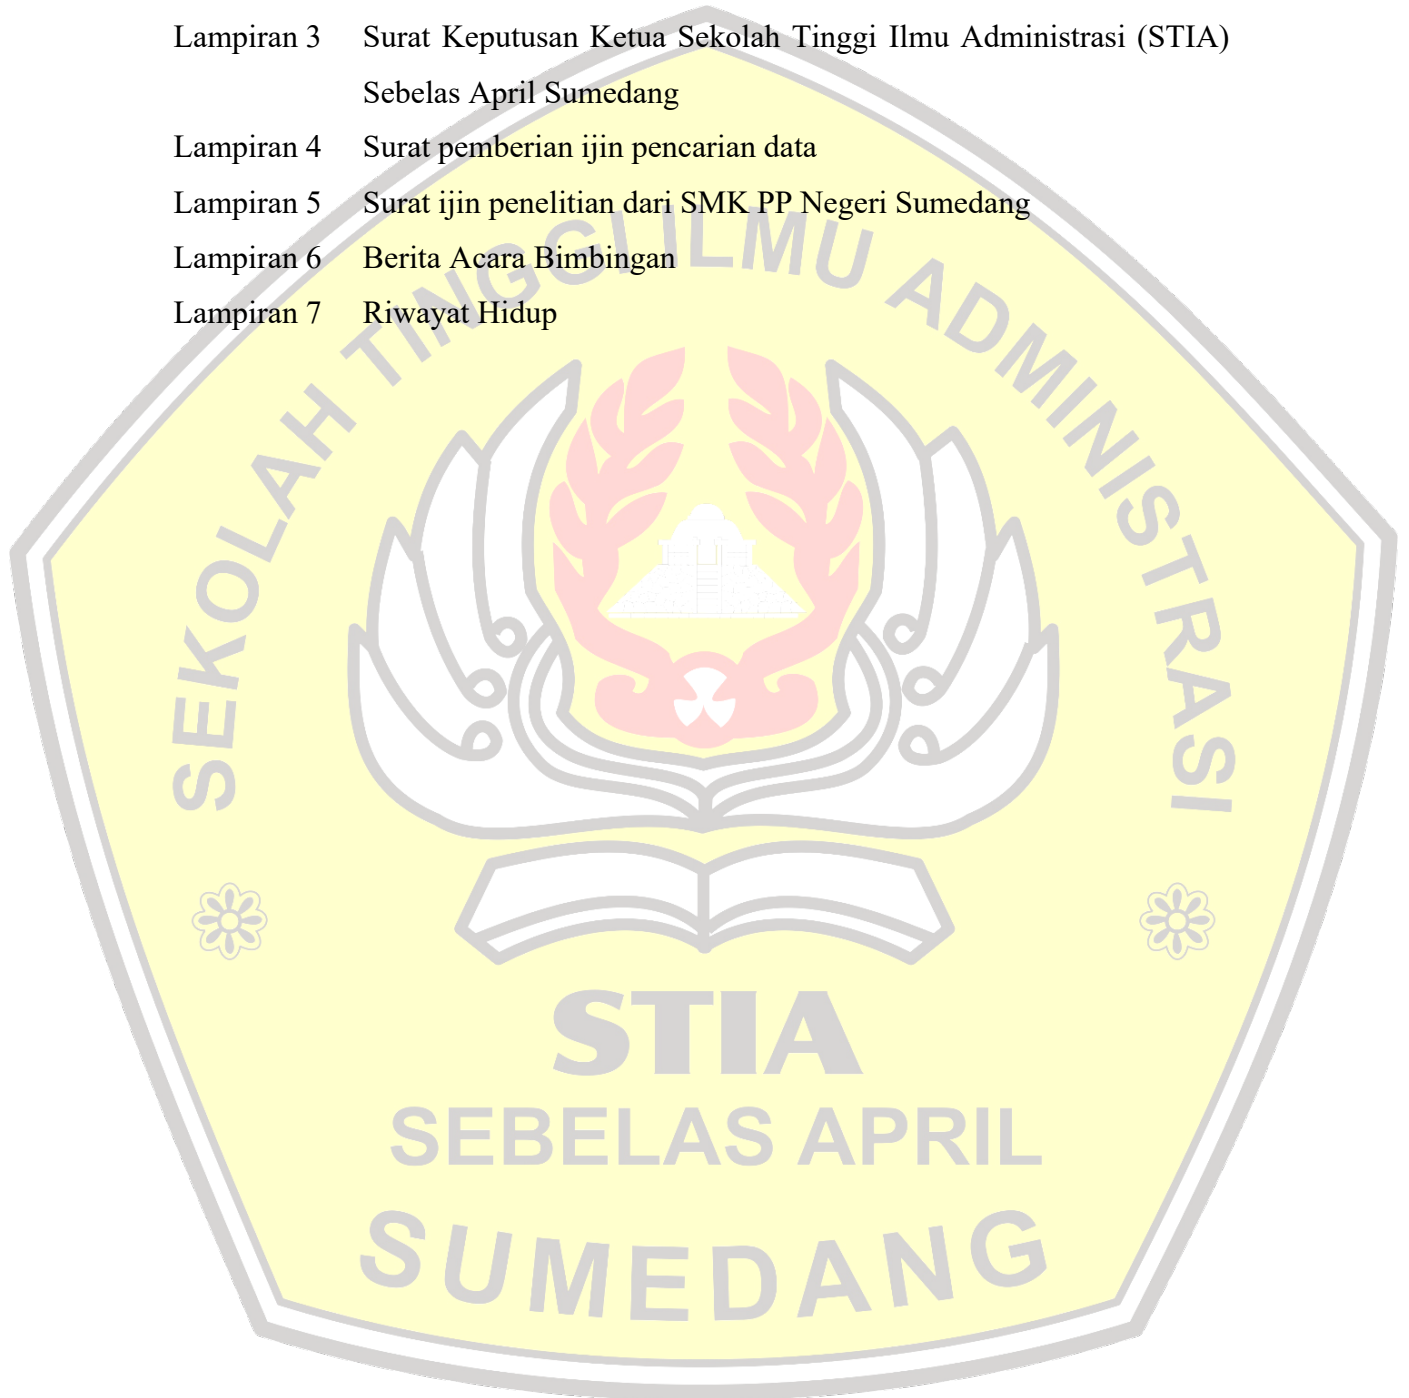 Lampiran 3 Surat Keputusan Ketua Sekolah Tinggi Ilmu Administrasi (STIA)
Sebelas April Sumedang
Lampiran 4 Surat pemberian ijin pencarian data
Lampiran 5 Surat ijin penelitian dari SMK PP Negeri Sumedang
Lampiran 6 Berita Acara Bimbingan
Lampiran 7 Riwayat Hidup
SEKOLAH TINGGI ILMU ADMINISTRASI
STIA
SEBELAS APRIL
SUMEDANG